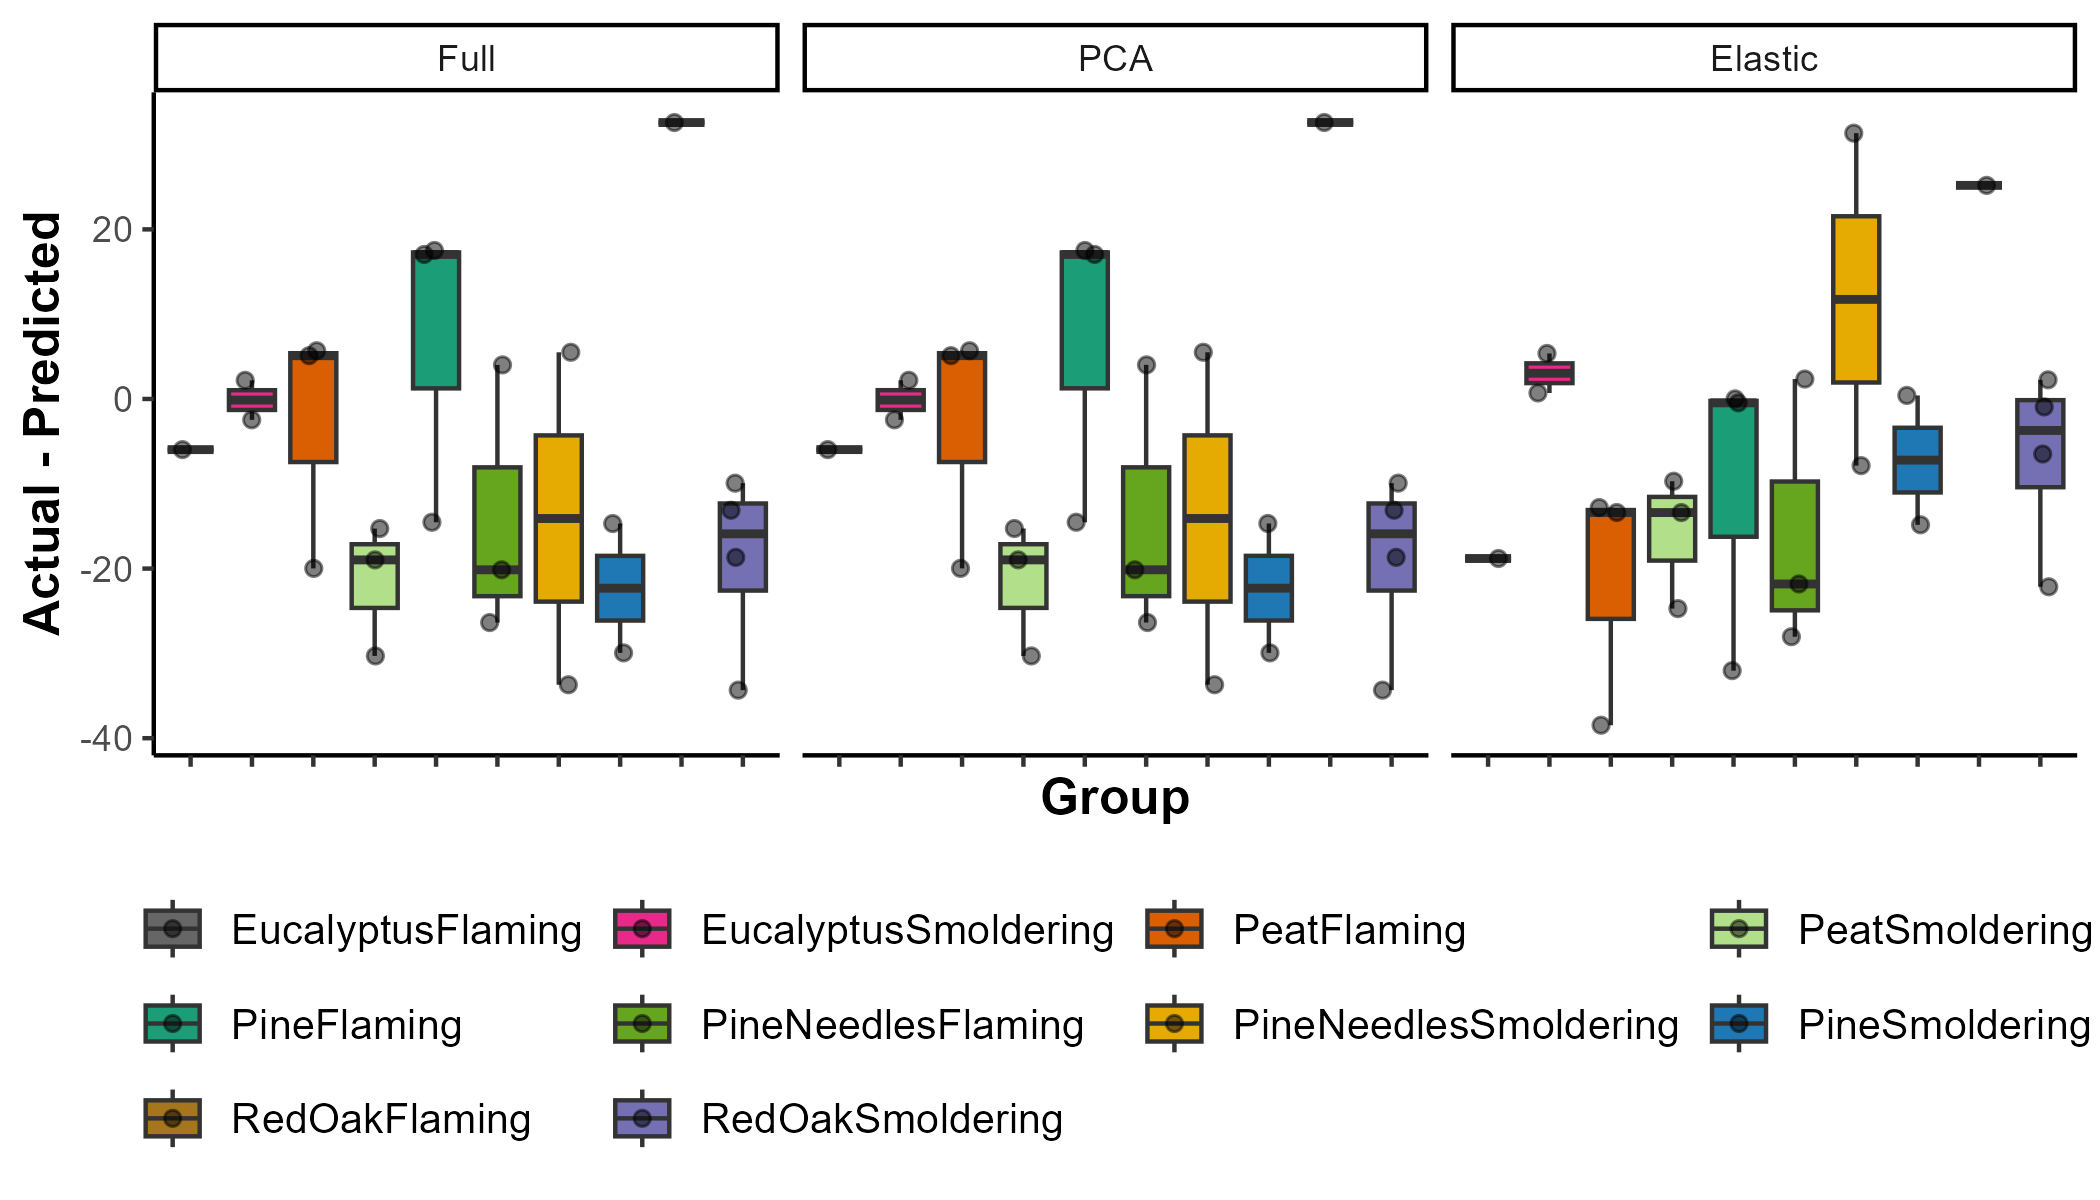 Full PCA Elastic
Actual - Predicted
20
0
-20
-40
Group
EucalyptusFlaming EucalyptusSmoldering PeatFlaming PeatSmoldering
PineFlaming PineNeedlesFlaming PineNeedlesSmoldering PineSmoldering
RedOakFlaming RedOakSmoldering